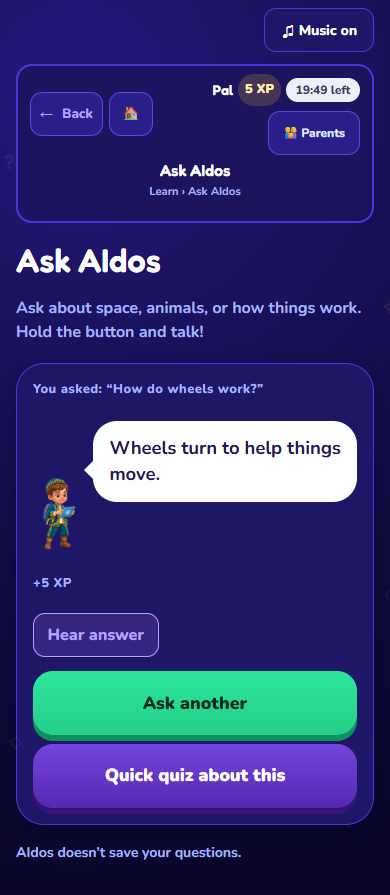 ♫ Music on
← Back
Pal 5 XP 19:49 left
Parents
Ask Aldos
Learn › Ask Aldos
Ask Aldos
Ask about space, animals, or how things work.
Hold the button and talk!
You asked: “How do wheels work?”
Wheels turn to help things
move.
+5 XP
Hear answer
Ask another
Quick quiz about this
Aldos doesn’t save your questions.